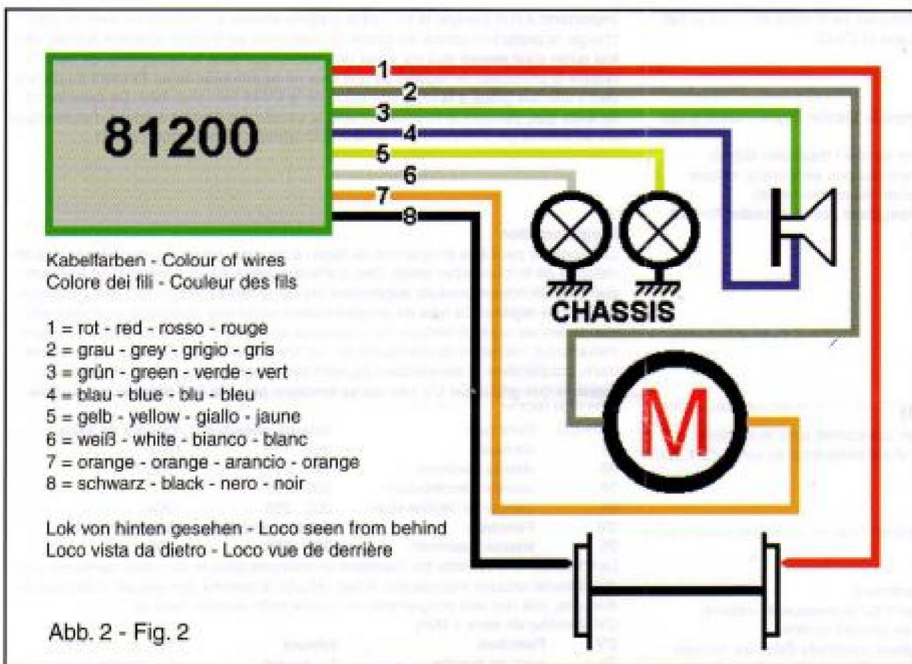 81200
1
2
3
4
5
6
7
8
CHASSIS
M
Kabelfarben - Colour of wires
Colore dei fili - Couleur des fils
1 = rot - red - rosso - rouge
2 = grau - grey - grigio - gris
3 = grün - green - verde - vert
4 = blau - blue - blu - bleu
5 = gelb - yellow - giallo - jaune
6 = weiß - white - bianco - blanc
7 = orange - orange - arancio - orange
8 = schwarz - black - nero - noir
Lok von hinten gesehen - Loco seen from behind
Loco vista da dietro - Loco vue de derrière
Abb. 2 - Fig. 2